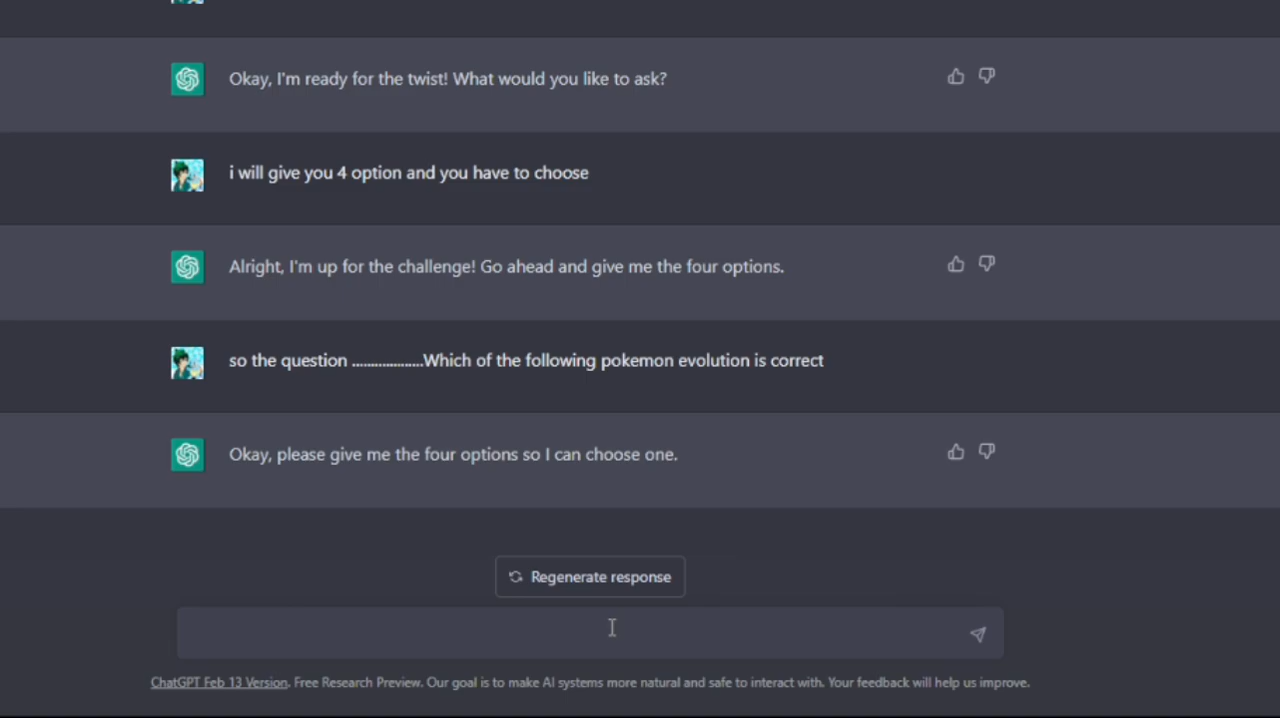 Okay, I'm ready for the twist! What would you like to ask?
i will give you 4 option and you have to choose
Alright, I'm up for the challenge! Go ahead and give me the four options.
so the question ...................Which of the following pokemon evolution is correct
Okay, please give me the four options so I can choose one.
Regenerate response
ChatGPT Feb 13 Version. Free Research Preview. Our goal is to make AI systems more natural and safe to interact with. Your feedback will help us improve.